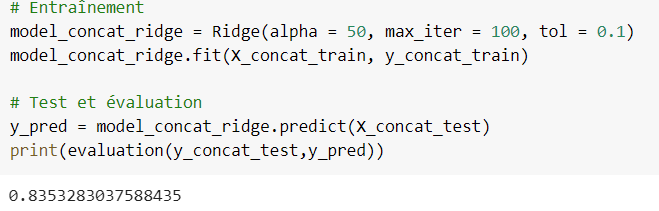 # Entraînement
model_concat_ridge = Ridge(alpha = 50, max_iter = 100, tol = 0.1)
model_concat_ridge.fit(X_concat_train, y_concat_train)
# Test et évaluation
y_pred = model_concat_ridge.predict(X_concat_test)
print(evaluation(y_concat_test,y_pred))
0.8353283037588435